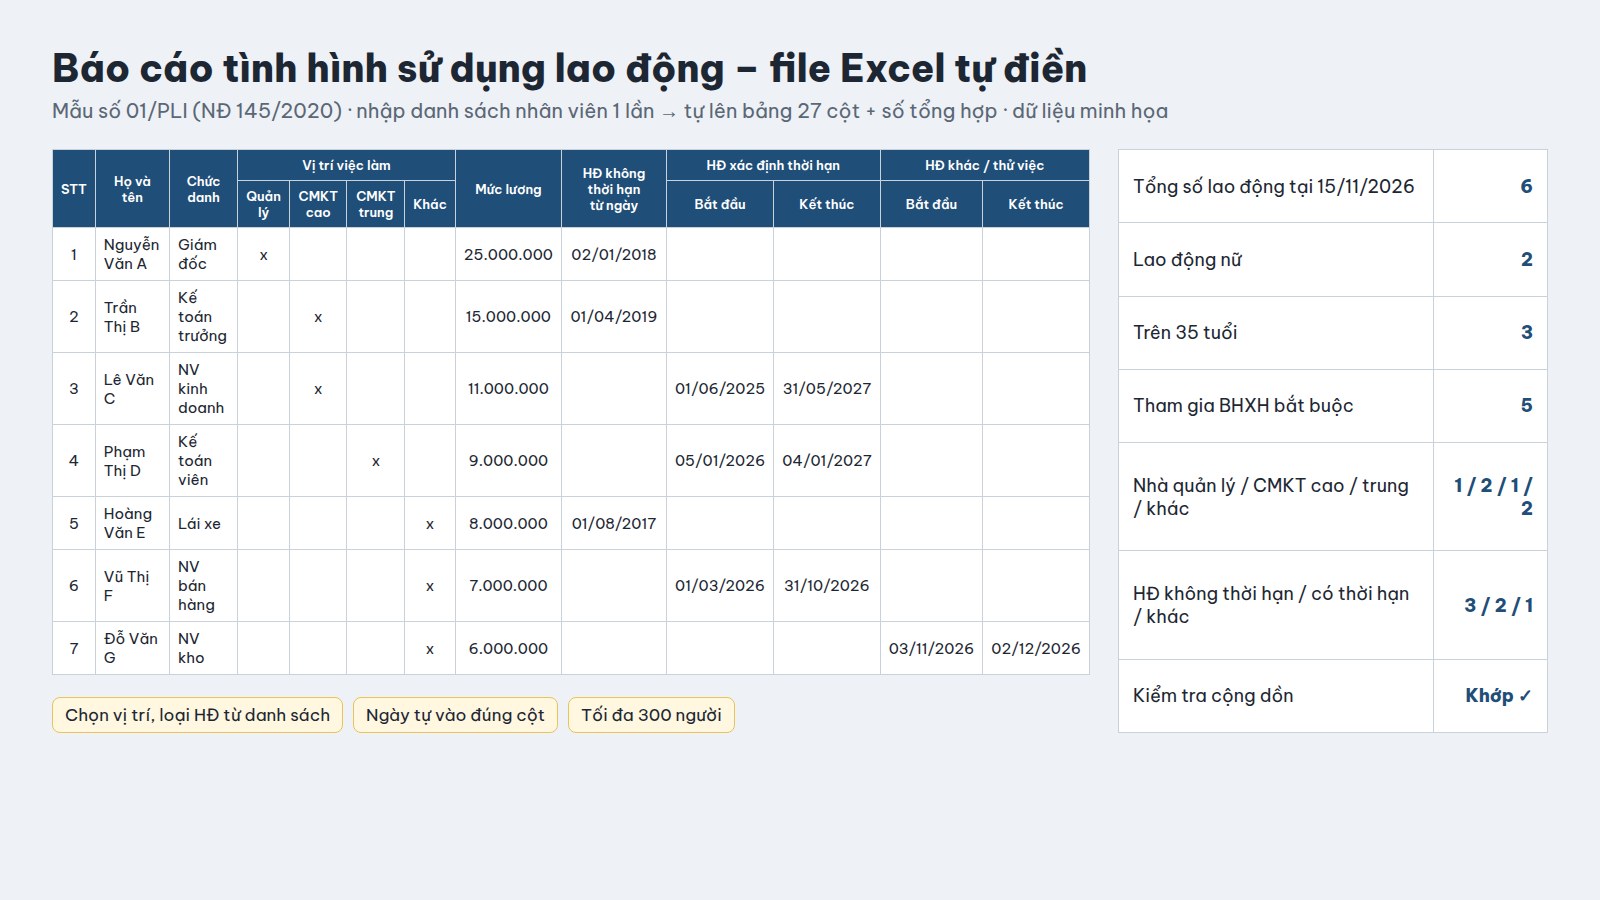 Báo cáo tình hình sử dụng lao động – file Excel tự điền
Mẫu số 01/PLI (NĐ 145/2020) · nhập danh sách nhân viên 1 lần → tự lên bảng 27 cột + số tổng hợp · dữ liệu minh họa
STT
Họ và
tên
Chức
danh
Vị trí việc làm
Quản
lý
CMKT
cao
CMKT
trung
Khác
Mức lương
HĐ không
thời hạn
từ ngày
HĐ xác định thời hạn
Bắt đầu
Kết thúc
HĐ khác / thử việc
Bắt đầu
Kết thúc
1
Nguyễn
Văn A
Giám
đốc
x
25.000.000
02/01/2018
2
Trần
Thị B
Kế
toán
trưởng
x
15.000.000
01/04/2019
3
Lê Văn
C
NV
kinh
doanh
x
11.000.000
01/06/2025
31/05/2027
4
Phạm
Thị D
Kế
toán
viên
x
9.000.000
05/01/2026
04/01/2027
5
Hoàng
Văn E
Lái xe
x
8.000.000
01/08/2017
6
Vũ Thị
F
NV
bán
hàng
x
7.000.000
01/03/2026
31/10/2026
7
Đỗ Văn
G
NV
kho
x
6.000.000
03/11/2026
02/12/2026
Chọn vị trí, loại HĐ từ danh sách
Ngày tự vào đúng cột
Tối đa 300 người
Tổng số lao động tại 15/11/2026
6
Lao động nữ
2
Trên 35 tuổi
3
Tham gia BHXH bắt buộc
5
Nhà quản lý / CMKT cao / trung
/ khác
1 / 2 / 1 /
2
HĐ không thời hạn / có thời hạn
/ khác
3 / 2 / 1
Kiểm tra cộng dồn
Khớp ✓